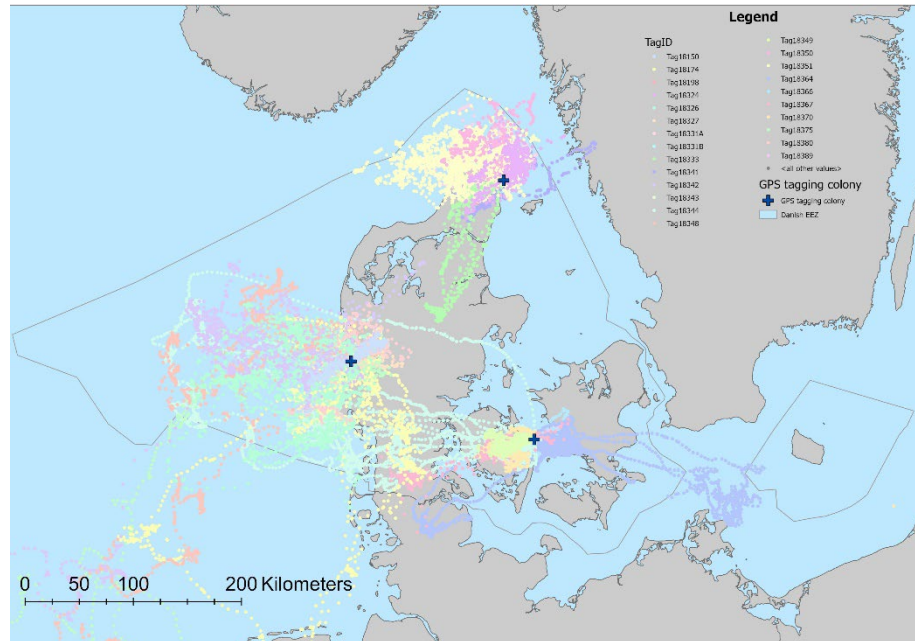 Legend
TagID
Tag18150
Tag18174
Tag18198
Tag18324
Tag18326
Tag18327
Tag18331A
Tag18331B
Tag18333
Tag18341
Tag18342
Tag18343
Tag18344
Tag18348
Tag18349
Tag18350
Tag18351
Tag18364
Tag18366
Tag18367
Tag18370
Tag18375
Tag18380
Tag18389
<all other values>
GPS tagging colony
GPS tagging colony
Danish EEZ
0 50 100 200 Kilometers